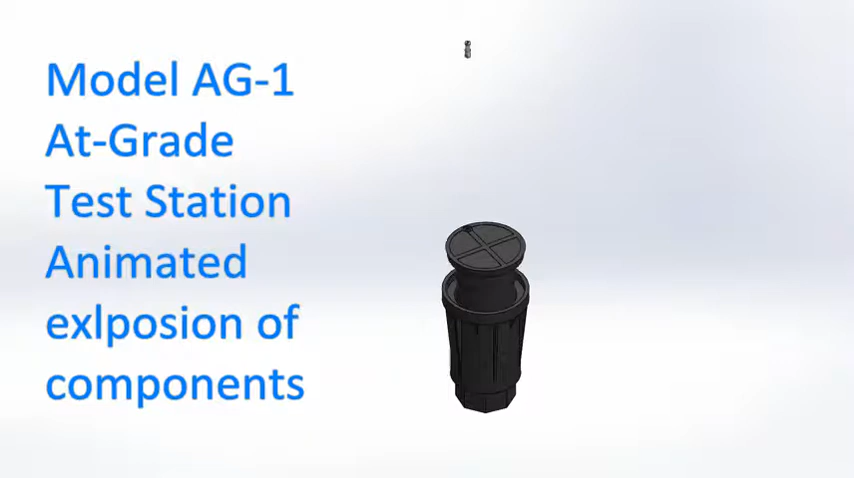 Model AG-1
At-Grade
Test Station
Animated
exlposion of
components